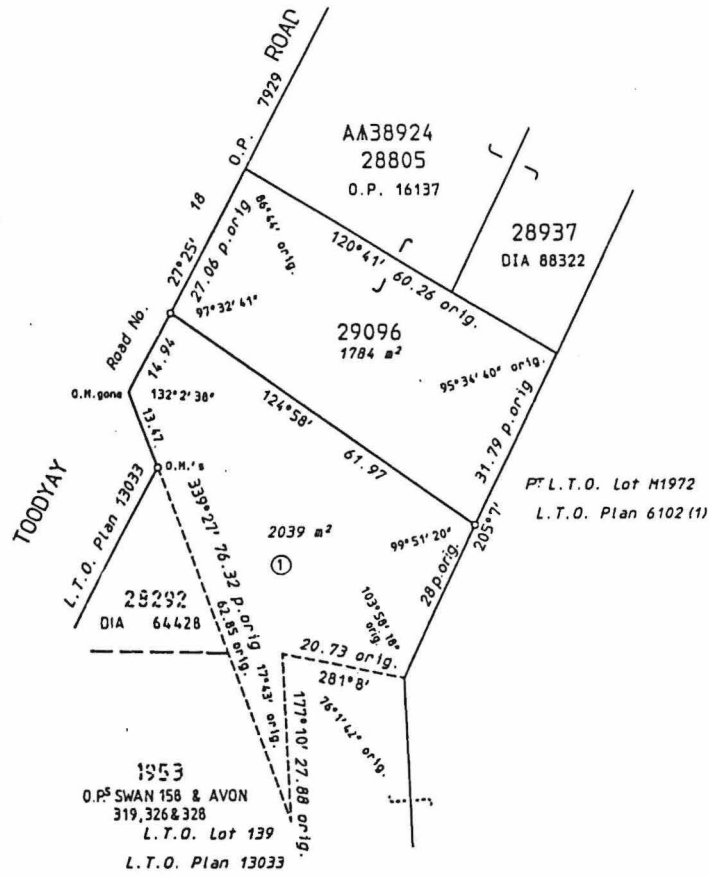 ROAD
O.P. 7929
AA38924
28805
O.P. 16137
28937
DIA 88322
27°25' 18
27.06 p.orig
86°44' orig.
120°41' 60.26 orig.
97°32'41"
29096
1784 m²
95°34'40" orig.
Road No.
14.94
O.M.gone
132°2'38"
124°58' 61.97
31.79 p.orig
13.47.
O.M.'s
PT L.T.O. Lot M1972
L.T.O. Plan 6102(1)
205°7'
TOODYAY
L.T.O. Plan 13033
339°27' 76.32 p.orig
62.85 orig.
2039 m²
1
99°51'20"
28 p.orig.
103°58'18" orig.
28292
DIA 64428
20.73 orig.
281°8'
17°43' orig.
177°10' 27.88 orig.
76°1'42" orig.
1953
O.P.S SWAN 158 & AVON
319,326&328
L.T.O. Lot 139
L.T.O. Plan 13033